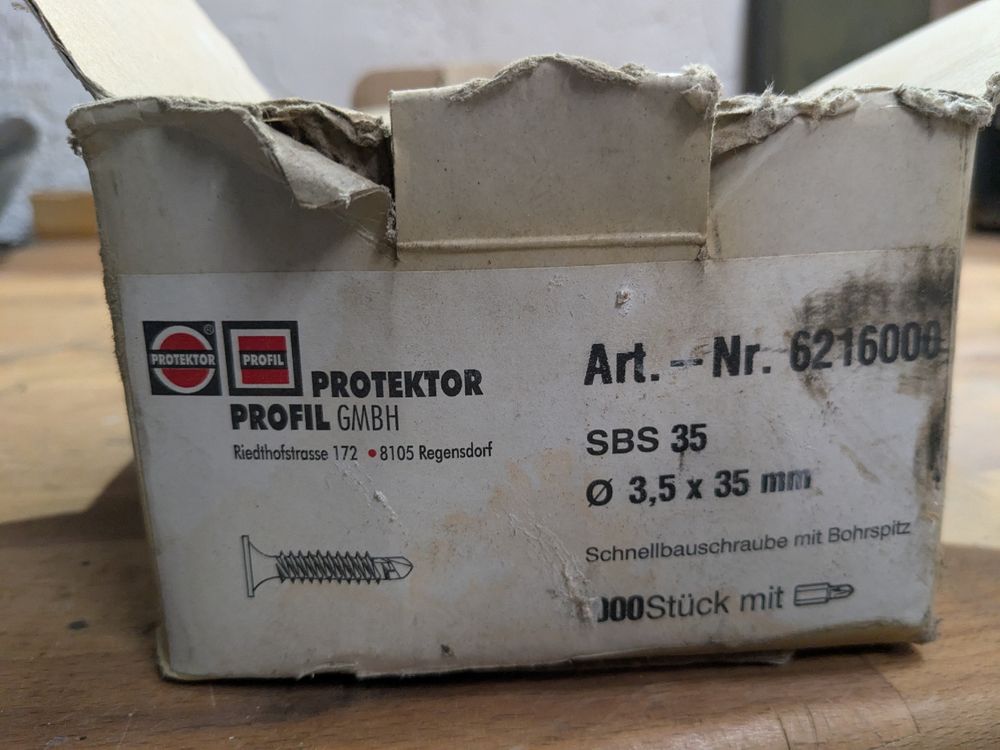 PROTEKTOR ®
PROFIL
PROTEKTOR
PROFIL GMBH
Riedthofstrasse 172 • 8105 Regensdorf
Art. – Nr. 6216000
SBS 35
Ø 3,5 x 35 mm
Schnellbauschraube mit Bohrspitz
Stück mit